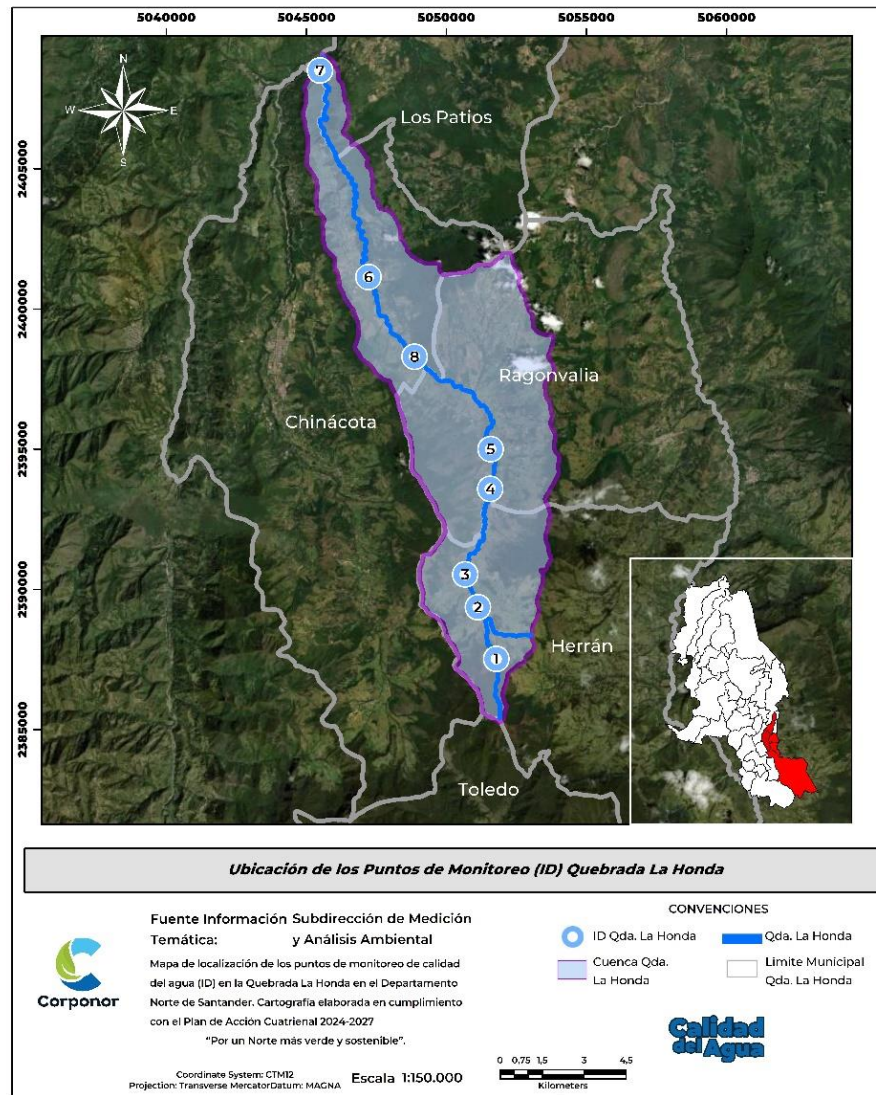 5040000 5045000 5050000 5055000 5060000
N
W E
S
7
Los Patios
2405000
6
2400000
8
Ragonvalia
Chinácota
5
2395000
4
3
2390000
2
Herrán
1
2385000
Toledo
Ubicación de los Puntos de Monitoreo (ID) Quebrada La Honda
Fuente Información Subdirección de Medición
Temática: y Análisis Ambiental
Mapa de localización de los puntos de monitoreo de calidad
del agua (ID) en la Quebrada La Honda en el Departamento
Norte de Santander. Cartografía elaborada en cumplimiento
con el Plan de Acción Cuatrienal 2024-2027
"Por un Norte más verde y sostenible".
Corponor
Coordinate System: CTM12
Projection: Transverse MercatorDatum: MAGNA
Escala 1:150.000
CONVENCIONES
ID Qda. La Honda
Qda. La Honda
Cuenca Qda.
La Honda
Limite Municipal
Qda. La Honda
Calidad
del Agua
0 0,75 1,5 3 4,5
Kilometers